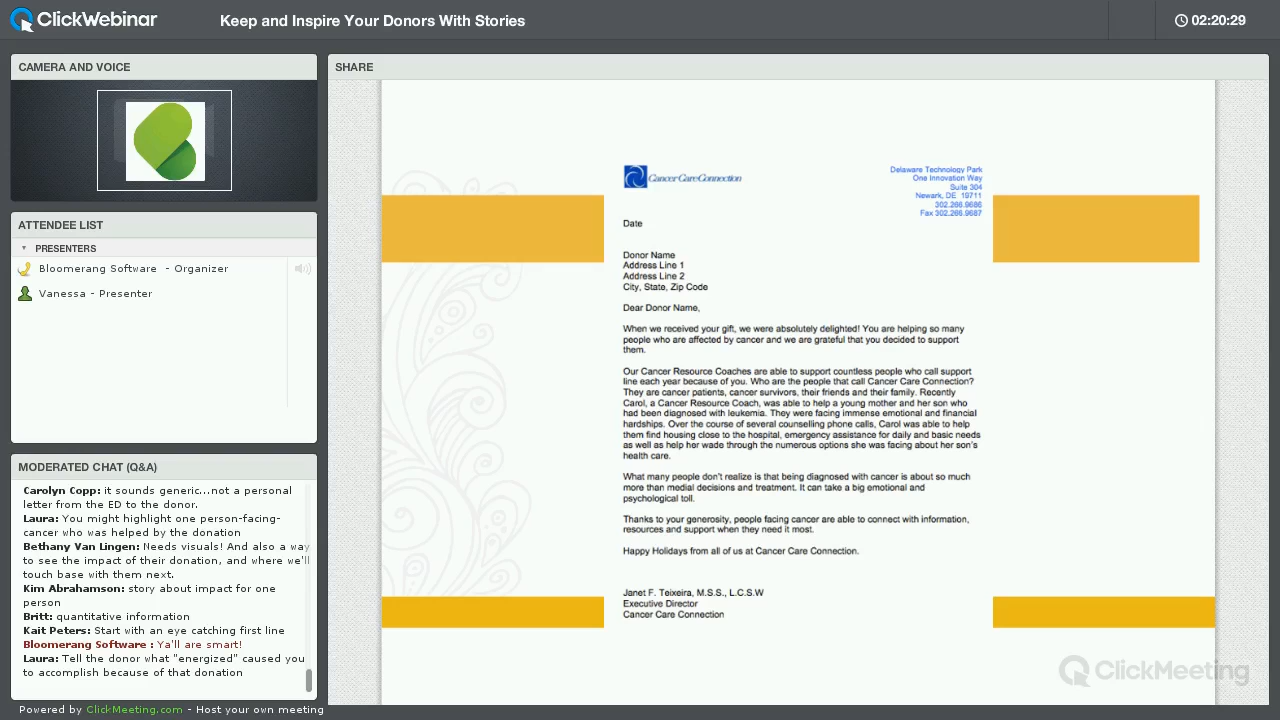 ClickWebinar
Keep and Inspire Your Donors With Stories
02:20:29
CAMERA AND VOICE
SHARE
ATTENDEE LIST
PRESENTERS
Bloomerang Software - Organizer
Vanessa - Presenter
MODERATED CHAT (Q&A)
Carolyn Copp: it sounds generic...not a personal
letter from the ED to the donor.
Laura: You might highlight one person-facing-
cancer who was helped by the donation
Bethany Van Lingen: Needs visuals! And also a way
to see the impact of their donation, and where we'll
touch base with them next.
Kim Abrahamson: story about impact for one
person
Britt: quantitative information
Kait Peters: Start with an eye catching first line
Bloomerang Software : Ya'll are smart!
Laura: Tell the donor what "energized" caused you
to accomplish because of that donation
Powered by ClickMeeting.com - Host your own meeting
CancerCareConnection
Delaware Technology Park
One Innovation Way
Suite 304
Newark, DE 19711
302.266.9686
Fax 302.266.9687
Date
Donor Name
Address Line 1
Address Line 2
City, State, Zip Code
Dear Donor Name,
When we received your gift, we were absolutely delighted! You are helping so many
people who are affected by cancer and we are grateful that you decided to support
them.
Our Cancer Resource Coaches are able to support countless people who call support
line each year because of you. Who are the people that call Cancer Care Connection?
They are cancer patients, cancer survivors, their friends and their family. Recently
Carol, a Cancer Resource Coach, was able to help a young mother and her son who
had been diagnosed with leukemia. They were facing immense emotional and financial
hardships. Over the course of several counselling phone calls, Carol was able to help
them find housing close to the hospital, emergency assistance for daily and basic needs
as well as help her wade through the numerous options she was facing about her son's
health care.
What many people don't realize is that being diagnosed with cancer is about so much
more than medial decisions and treatment. It can take a big emotional and
psychological toll.
Thanks to your generosity, people facing cancer are able to connect with information,
resources and support when they need it most.
Happy Holidays from all of us at Cancer Care Connection.
Janet F. Teixeira, M.S.S., L.C.S.W
Executive Director
Cancer Care Connection
ClickMeeting